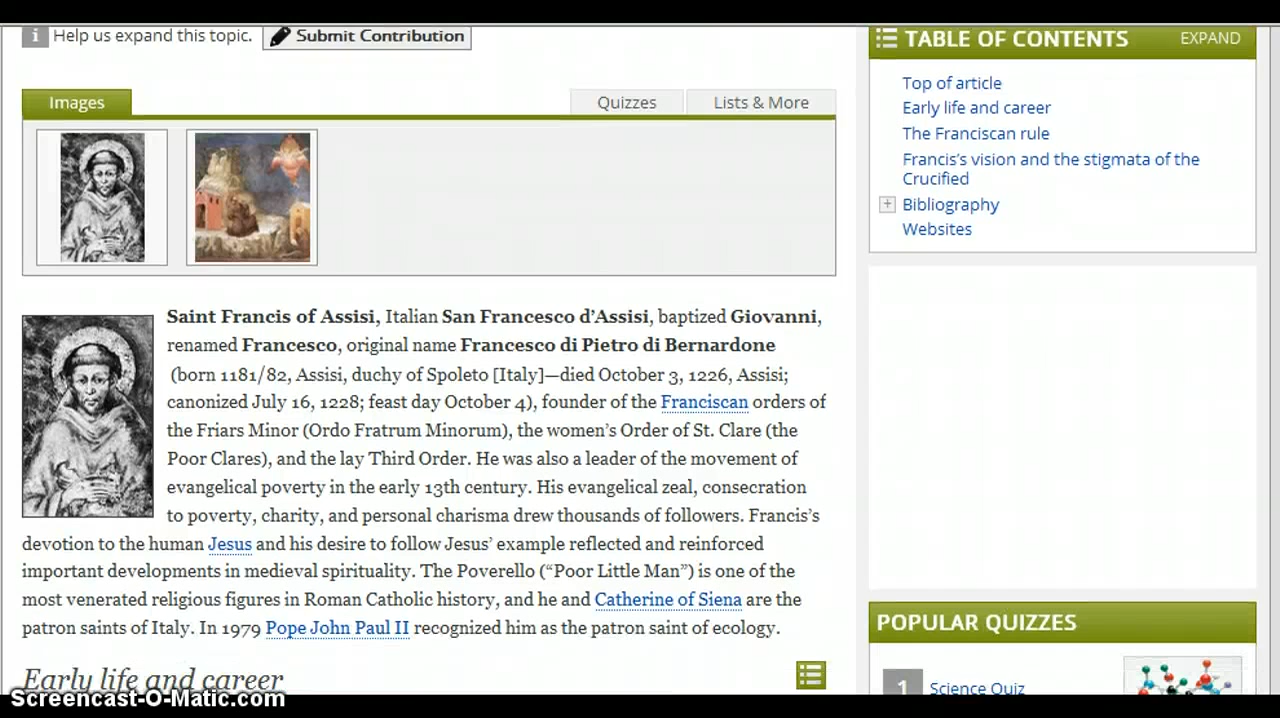 i Help us expand this topic. Submit Contribution
Images Quizzes Lists & More
Saint Francis of Assisi, Italian San Francesco d'Assisi, baptized Giovanni,
renamed Francesco, original name Francesco di Pietro di Bernardone
(born 1181/82, Assisi, duchy of Spoleto [Italy]—died October 3, 1226, Assisi;
canonized July 16, 1228; feast day October 4), founder of the Franciscan orders of
the Friars Minor (Ordo Fratrum Minorum), the women's Order of St. Clare (the
Poor Clares), and the lay Third Order. He was also a leader of the movement of
evangelical poverty in the early 13th century. His evangelical zeal, consecration
to poverty, charity, and personal charisma drew thousands of followers. Francis's
devotion to the human Jesus and his desire to follow Jesus' example reflected and reinforced
important developments in medieval spirituality. The Poverello (“Poor Little Man”) is one of the
most venerated religious figures in Roman Catholic history, and he and Catherine of Siena are the
patron saints of Italy. In 1979 Pope John Paul II recognized him as the patron saint of ecology.
Early life and career
TABLE OF CONTENTS EXPAND
Top of article
Early life and career
The Franciscan rule
Francis's vision and the stigmata of the
Crucified
+ Bibliography
Websites
POPULAR QUIZZES
1 Science Quiz
Screencast-O-Matic.com